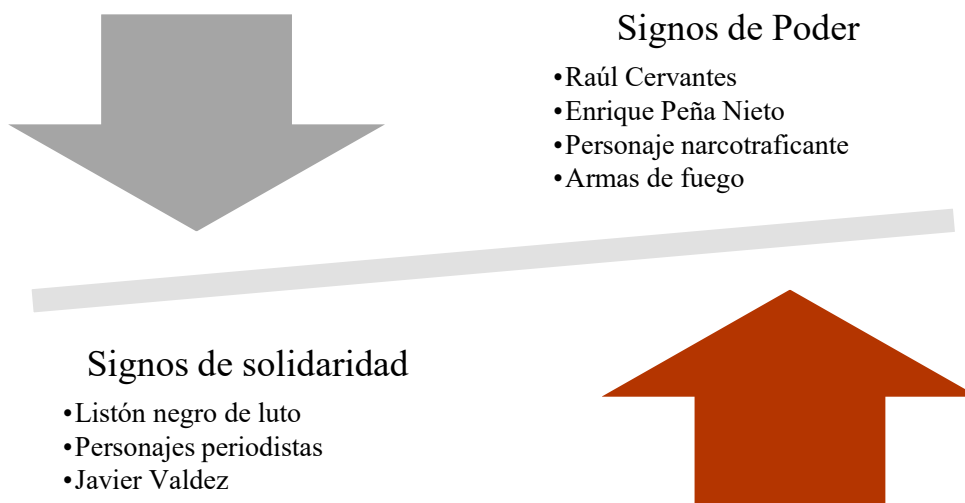 Signos de Poder
•Raúl Cervantes
•Enrique Peña Nieto
•Personaje narcotraficante
•Armas de fuego
Signos de solidaridad
•Listón negro de luto
•Personajes periodistas
•Javier Valdez